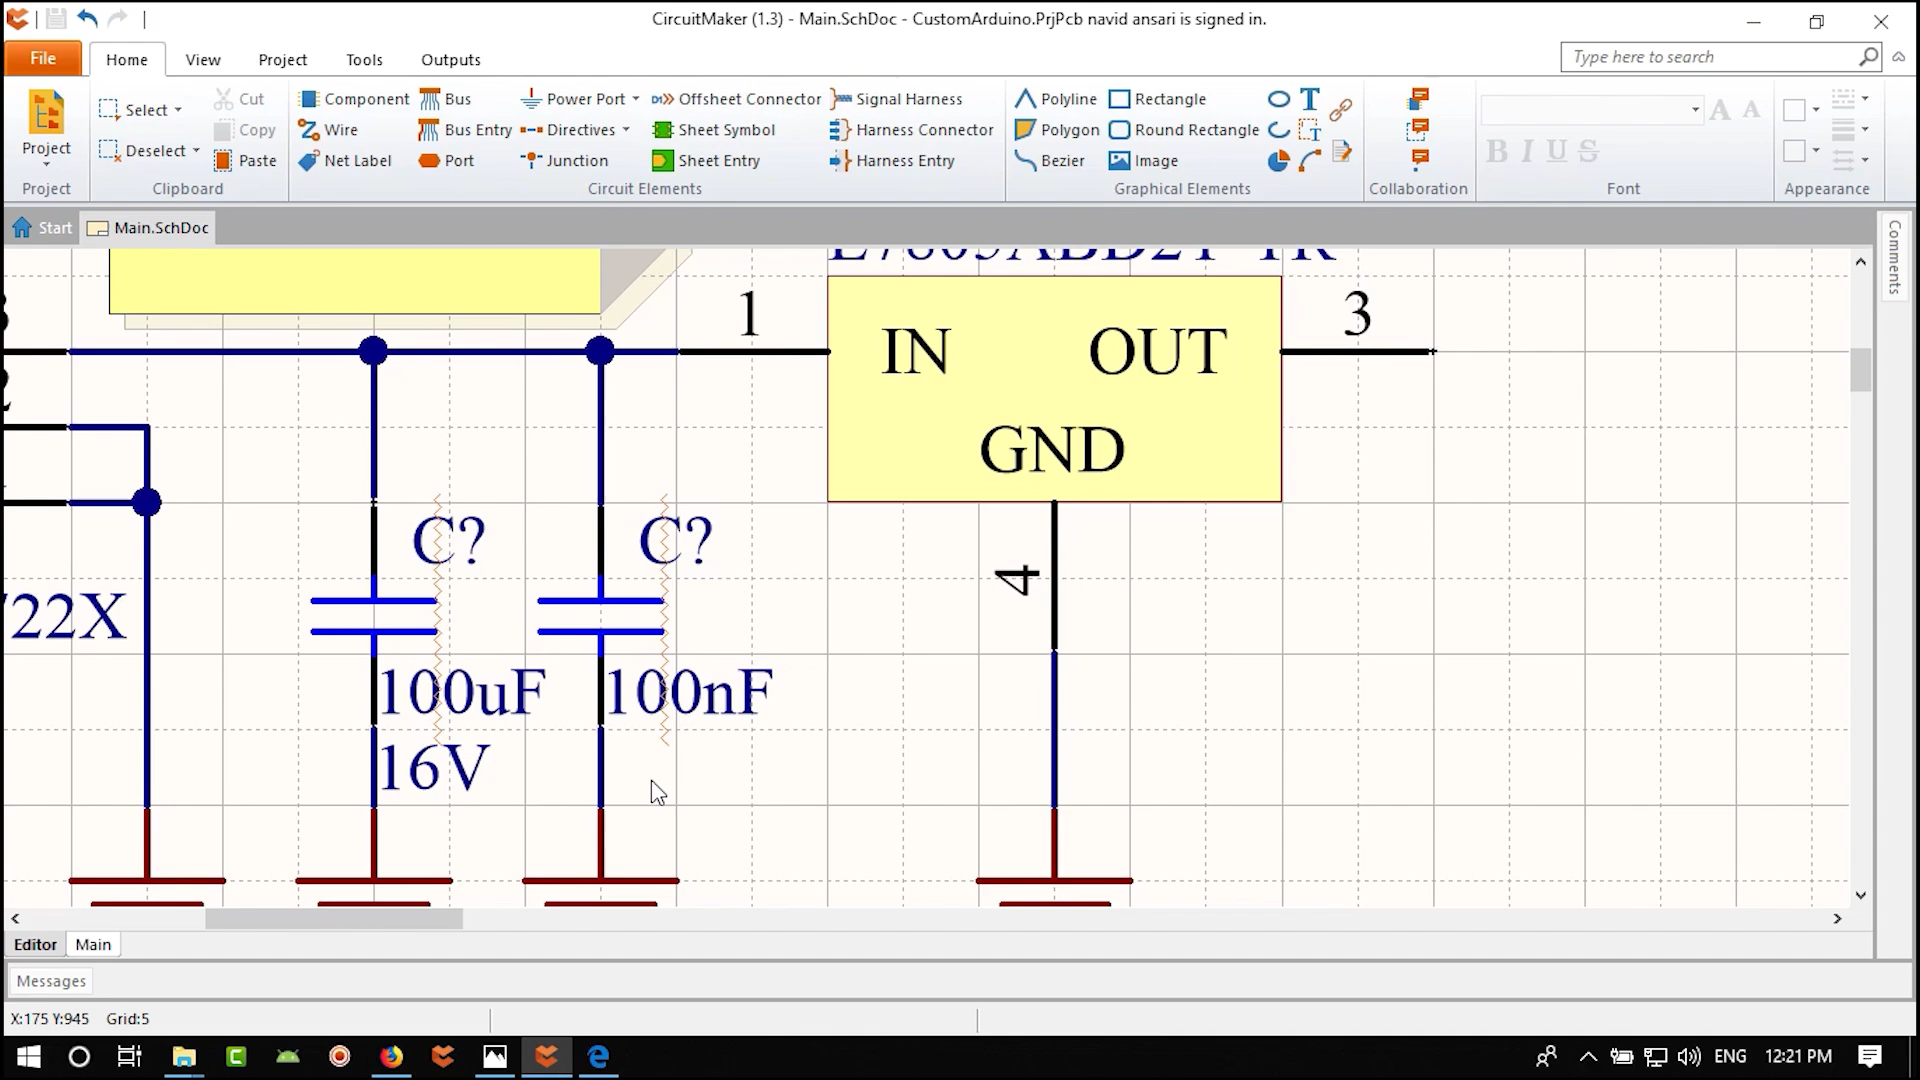 CircuitMaker (1.3) - Main.SchDoc - CustomArduino.PrjPcb navid ansari is signed in.
File Home View Project Tools Outputs Type here to search
Project
Project
Select
Deselect
Cut
Copy
Paste
Clipboard
Component Bus Power Port Offsheet Connector Signal Harness
Wire Bus Entry Directives Sheet Symbol Harness Connector
Net Label Port Junction Sheet Entry Harness Entry
Circuit Elements
Polyline Rectangle T
Polygon Round Rectangle T
Bezier Image
Graphical Elements
Collaboration
A A
B I U S
Font
Appearance
Start Main.SchDoc
Comments
1
IN OUT
3
GND
C? C?
4
722X
100uF 100nF
16V
Editor Main
Messages
X:175 Y:945 Grid:5
ENG 12:21 PM